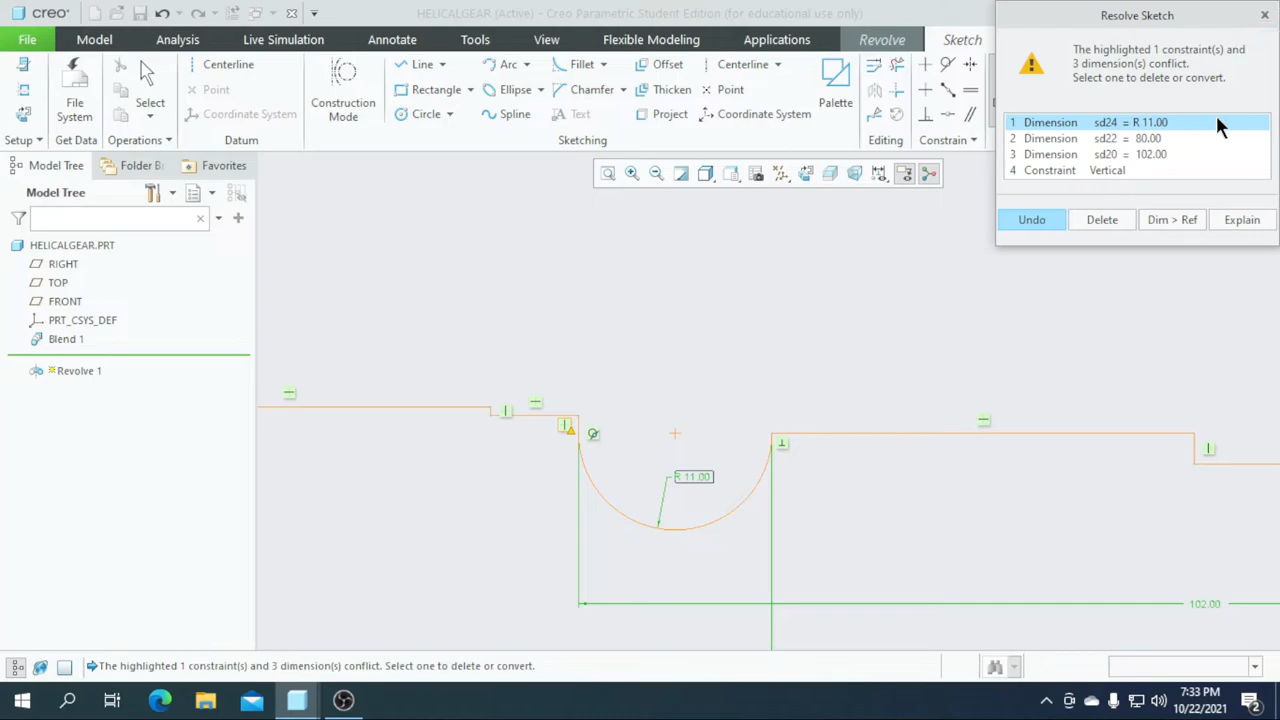 creo
HELICALGEAR (Active) - Creo Parametric Student Edition (for educational use only)
File
Model
Analysis
Live Simulation
Annotate
Tools
View
Flexible Modeling
Applications
Revolve
Sketch
File System
Select
Centerline
Point
Coordinate System
Construction Mode
Line
Rectangle
Circle
Arc
Ellipse
Spline
Fillet
Chamfer
Text
Offset
Thicken
Project
Centerline
Point
Coordinate System
Palette
Setup
Get Data
Operations
Datum
Sketching
Editing
Constrain
Model Tree
Folder Br
Favorites
Model Tree
HELICALGEAR.PRT
RIGHT
TOP
FRONT
PRT_CSYS_DEF
Blend 1
Revolve 1
Resolve Sketch
The highlighted 1 constraint(s) and
3 dimension(s) conflict.
Select one to delete or convert.
1 Dimension sd24 = R 11.00
2 Dimension sd22 = 80.00
3 Dimension sd20 = 102.00
4 Constraint Vertical
Undo
Delete
Dim > Ref
Explain
R 11.00
102.00
The highlighted 1 constraint(s) and 3 dimension(s) conflict. Select one to delete or convert.
7:33 PM
10/22/2021
2